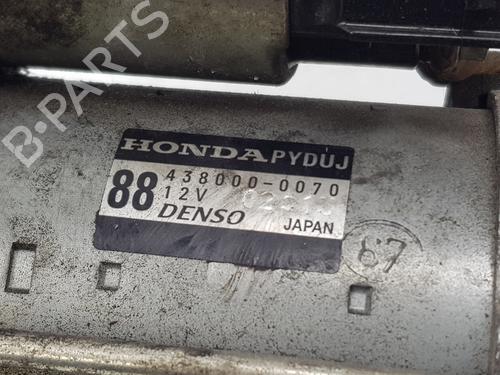 B-PARTS
HONDA PYDUJ
88 438000-0070
12V
DENSO JAPAN
67